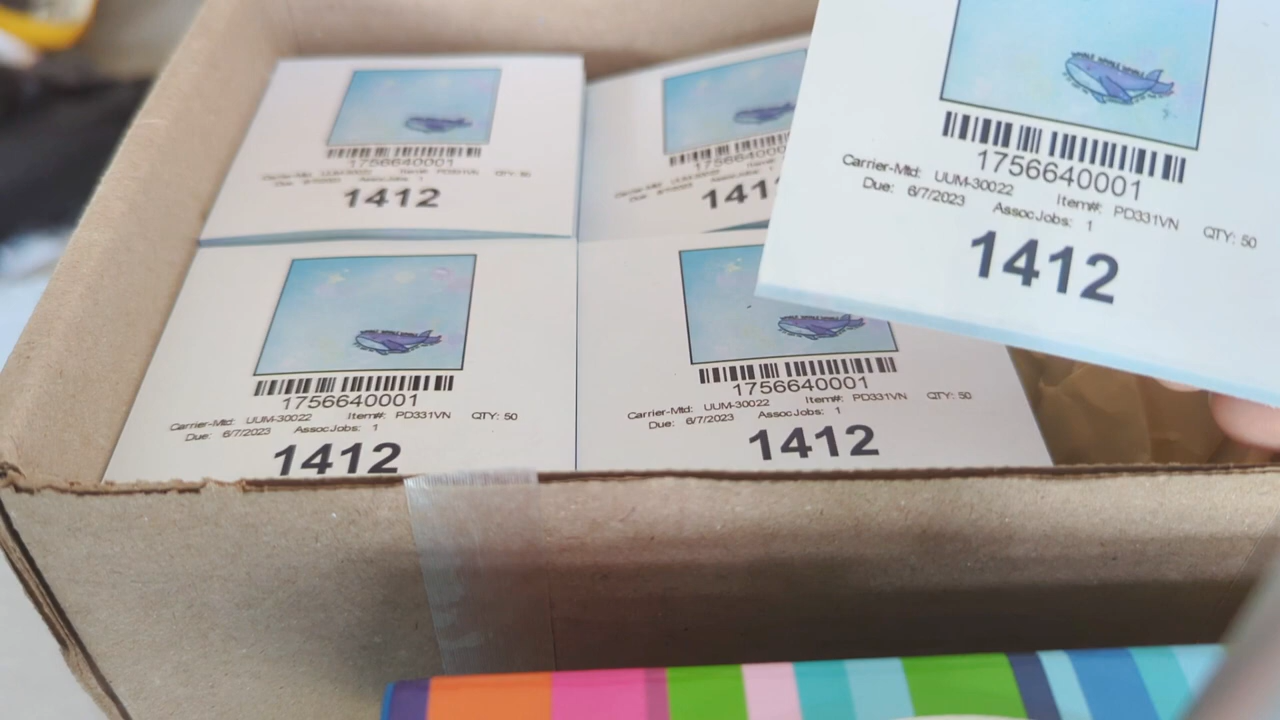 1756640001
1412
1756640001
1756640001
Carrier-Mtd: UUM-30022 Item#: PD331VN QTY: 50
Due: 6/7/2023 AssocJobs: 1
1412
1756640001
Carrier-Mtd: UUM-30022 Item#: PD331VN QTY: 50
Due: 6/7/2023 AssocJobs: 1
1412
1756640001
Carrier-Mtd: UUM-30022 Item#: PD331VN QTY: 50
Due: 6/7/2023 AssocJobs: 1
1412